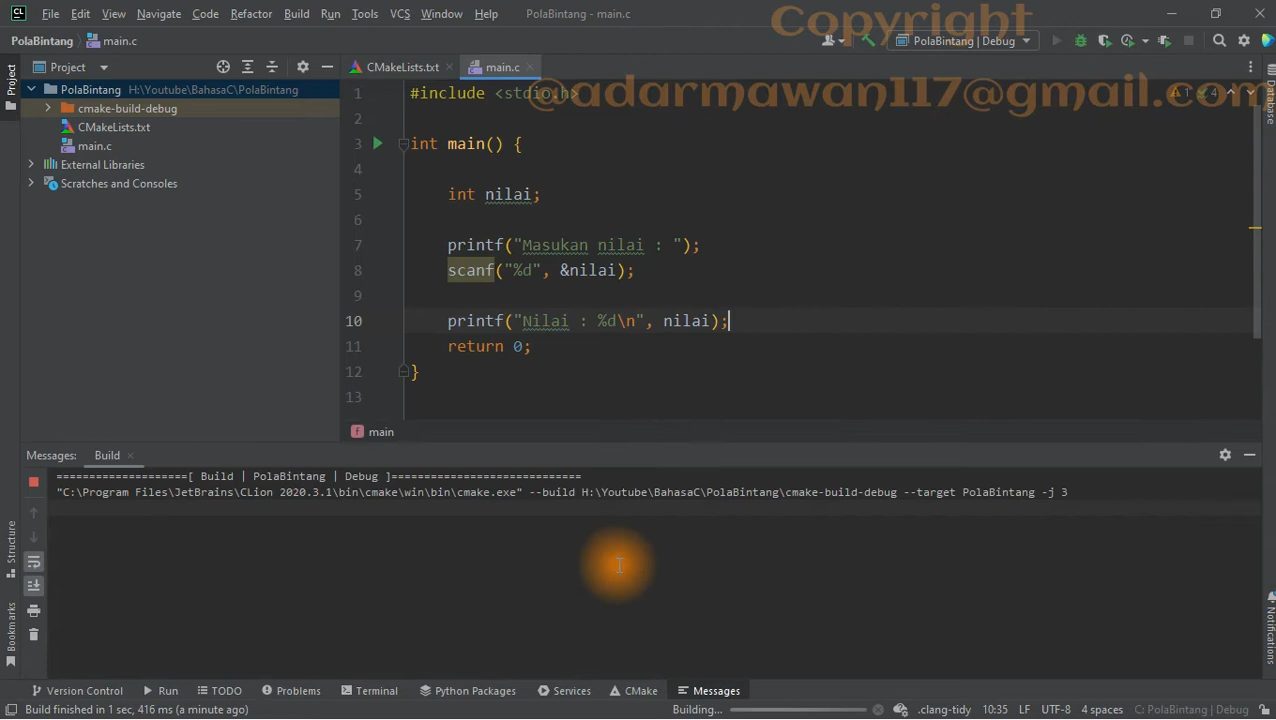 CL File Edit View Navigate Code Refactor Build Run Tools VCS Window Help PolaBintang - main.c
Copyright
PolaBintang main.c PolaBintang | Debug
Project CMakeLists.txt main.c
PolaBintang H:\Youtube\BahasaC\PolaBintang
cmake-build-debug
CMakeLists.txt
main.c
External Libraries
Scratches and Consoles
@adarmawan117@gmail.com
1 4
1 #include <stdio.h>
2
3 int main() {
4
5 int nilai;
6
7 printf("Masukan nilai : ");
8 scanf("%d", &nilai);
9
10 printf("Nilai : %d\n", nilai);
11 return 0;
12 }
13
main
Project
Database
Structure
Bookmarks
Notifications
Messages: Build
====================[ Build | PolaBintang | Debug ]=============================
"C:\Program Files\JetBrains\CLion 2020.3.1\bin\cmake\win\bin\cmake.exe" --build H:\Youtube\BahasaC\PolaBintang\cmake-build-debug --target PolaBintang -j 3
Version Control Run TODO Problems Terminal Python Packages Services CMake Messages
Build finished in 1 sec, 416 ms (a minute ago) Building... .clang-tidy 10:35 LF UTF-8 4 spaces C: PolaBintang | Debug